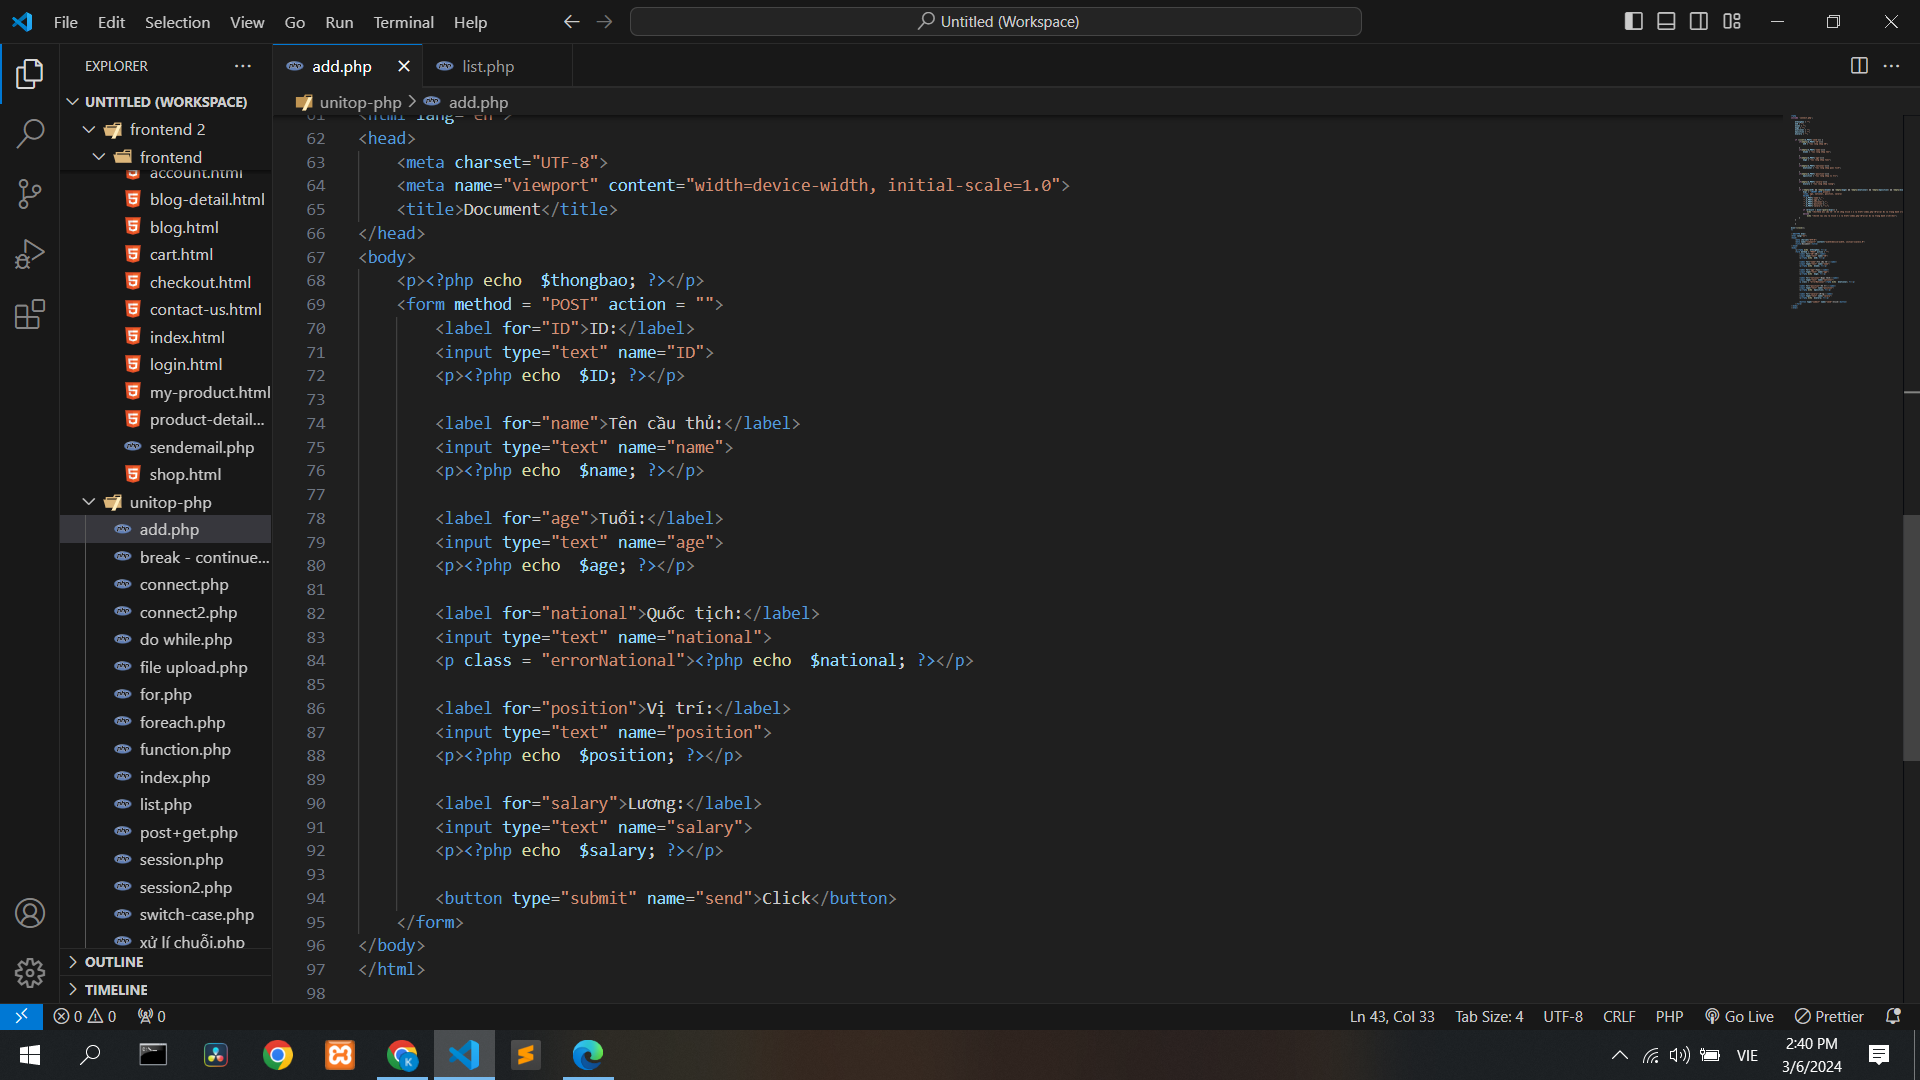 File Edit Selection View Go Run Terminal Help
Untitled (Workspace)
EXPLORER
UNTITLED (WORKSPACE)
frontend 2
frontend
account.html
blog-detail.html
blog.html
cart.html
checkout.html
contact-us.html
index.html
login.html
my-product.html
product-detail...
sendemail.php
shop.html
unitop-php
add.php
break - continue...
connect.php
connect2.php
do while.php
file upload.php
for.php
foreach.php
function.php
index.php
list.php
post+get.php
session.php
session2.php
switch-case.php
xử lí chuỗi.php
OUTLINE
TIMELINE
add.php
list.php
unitop-php > add.php
61 <html lang="en">
62 <head>
63 <meta charset="UTF-8">
64 <meta name="viewport" content="width=device-width, initial-scale=1.0">
65 <title>Document</title>
66 </head>
67 <body>
68 <p><?php echo  $thongbao; ?></p>
69 <form method = "POST" action = "">
70 <label for="ID">ID:</label>
71 <input type="text" name="ID">
72 <p><?php echo  $ID; ?></p>
73
74 <label for="name">Tên cầu thủ:</label>
75 <input type="text" name="name">
76 <p><?php echo  $name; ?></p>
77
78 <label for="age">Tuổi:</label>
79 <input type="text" name="age">
80 <p><?php echo  $age; ?></p>
81
82 <label for="national">Quốc tịch:</label>
83 <input type="text" name="national">
84 <p class = "errorNational"><?php echo  $national; ?></p>
85
86 <label for="position">Vị trí:</label>
87 <input type="text" name="position">
88 <p><?php echo  $position; ?></p>
89
90 <label for="salary">Lương:</label>
91 <input type="text" name="salary">
92 <p><?php echo  $salary; ?></p>
93
94 <button type="submit" name="send">Click</button>
95 </form>
96 </body>
97 </html>
98
0 0 0
Ln 43, Col 33 Tab Size: 4 UTF-8 CRLF PHP Go Live Prettier
K
VIE
2:40 PM
3/6/2024